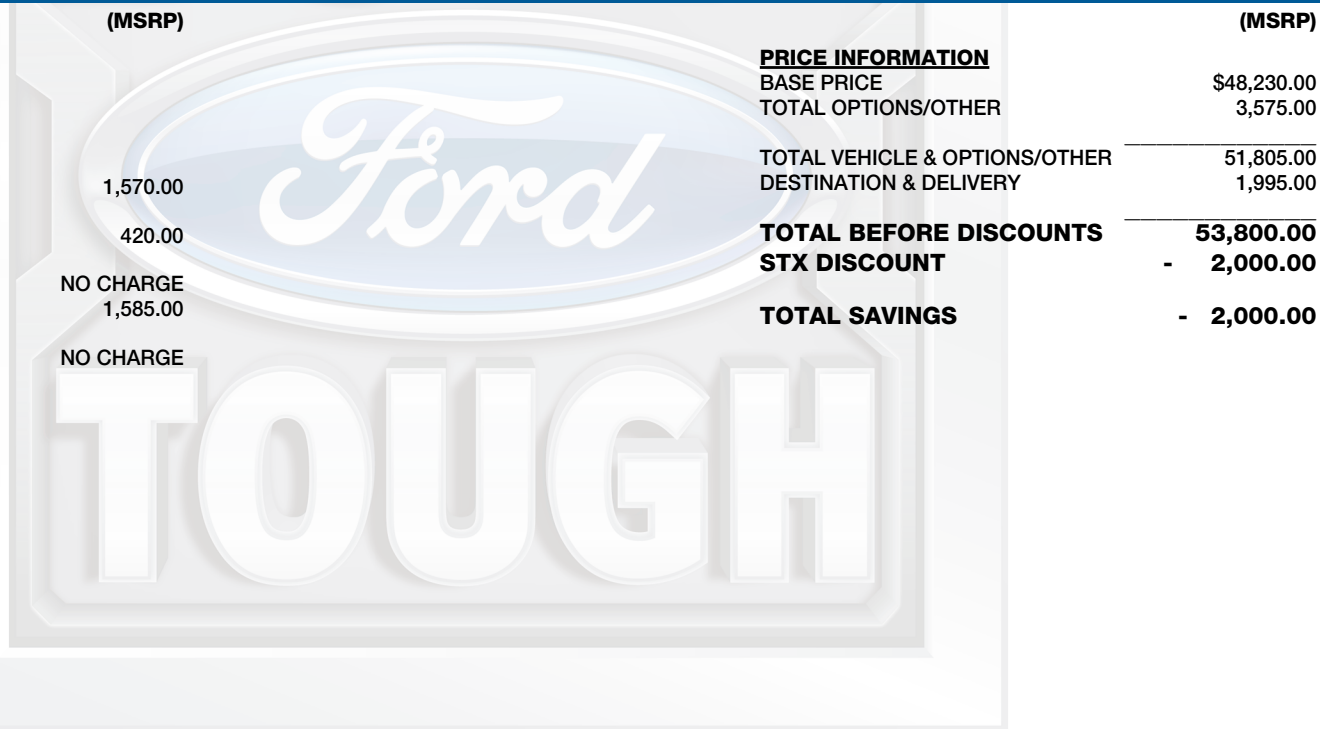 (MSRP)
1,570.00
420.00
NO CHARGE
1,585.00
NO CHARGE
(MSRP)
PRICE INFORMATION
BASE PRICE $48,230.00
TOTAL OPTIONS/OTHER 3,575.00
TOTAL VEHICLE & OPTIONS/OTHER 51,805.00
DESTINATION & DELIVERY 1,995.00
TOTAL BEFORE DISCOUNTS 53,800.00
STX DISCOUNT - 2,000.00
TOTAL SAVINGS - 2,000.00
Ford
TOUGH